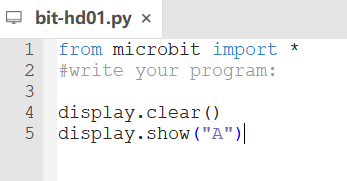 bit-hd01.py ×
1 from microbit import *
2 #write your program:
3
4 display.clear()
5 display.show("A")